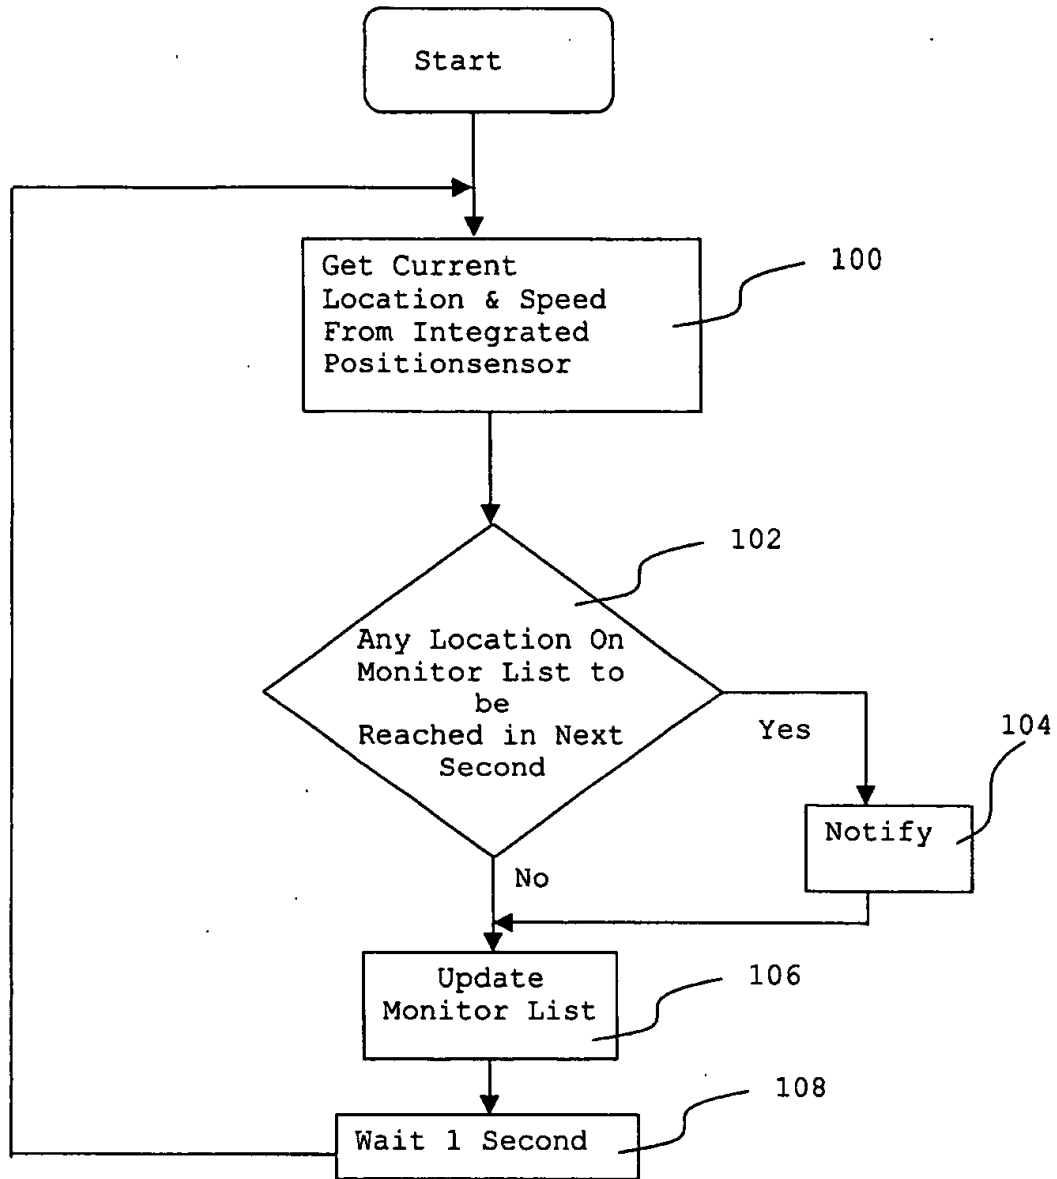 Start
Get Current
Location & Speed
From Integrated
Positionsensor
100
102
Any Location On
Monitor List to
be
Reached in Next
Second
Yes
104
Notify
No
Update
Monitor List
106
108
Wait 1 Second